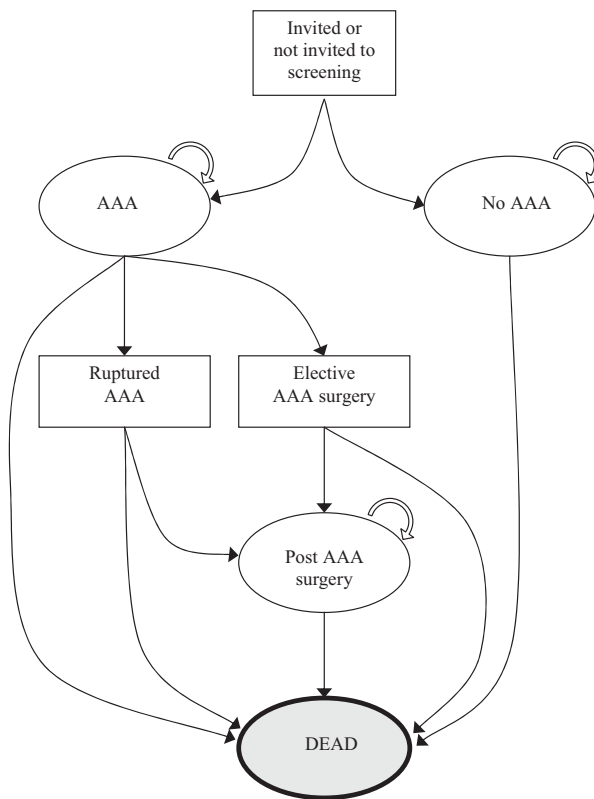 Invited or
not invited to
screening
AAA
No AAA
Ruptured
AAA
Elective
AAA surgery
Post AAA
surgery
DEAD